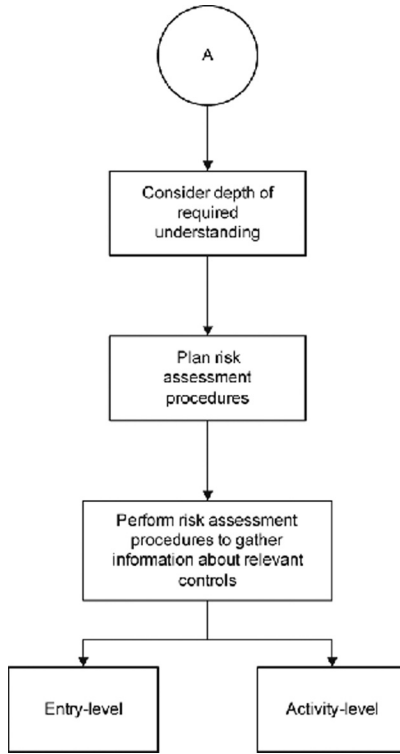 A
Consider depth of
required
understanding
Plan risk
assessment
procedures
Perform risk assessment
procedures to gather
information about relevant
controls
Entry-level
Activity-level